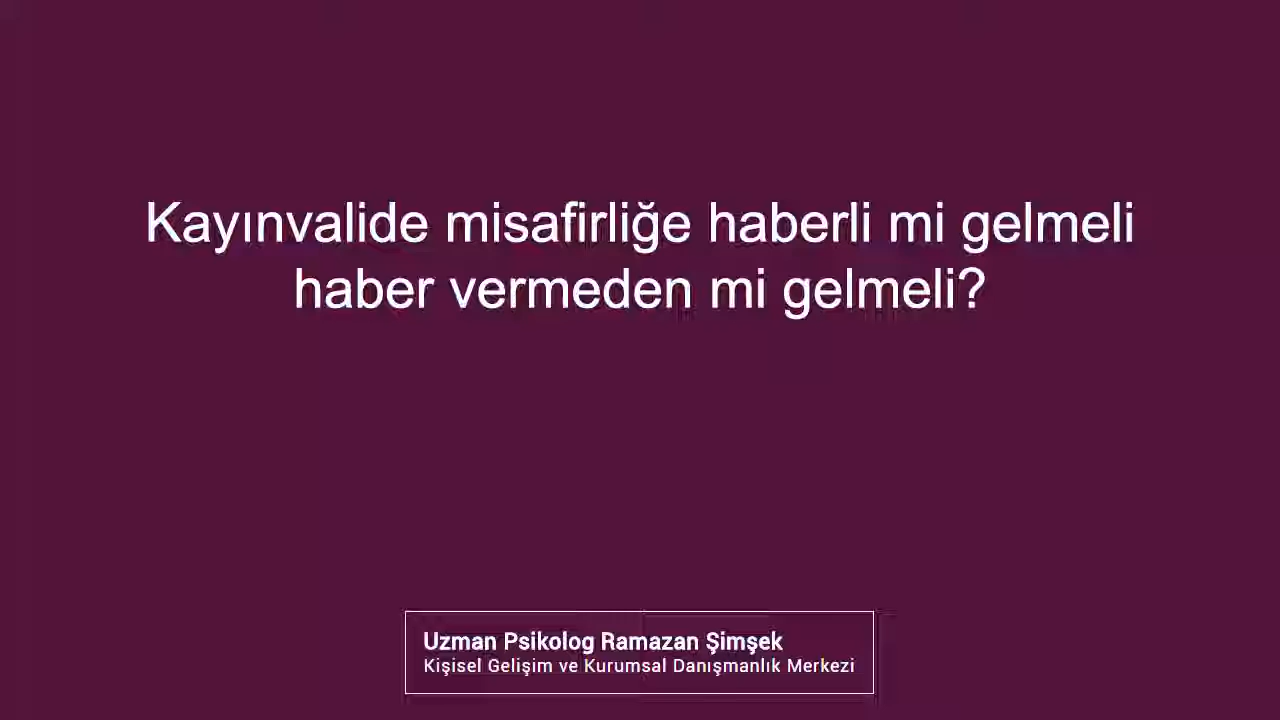 Kayınvalide misafirliğe haberli mi gelmeli
haber vermeden mi gelmeli?
Uzman Psikolog Ramazan Şimşek
Kişisel Gelişim ve Kurumsal Danışmanlık Merkezi